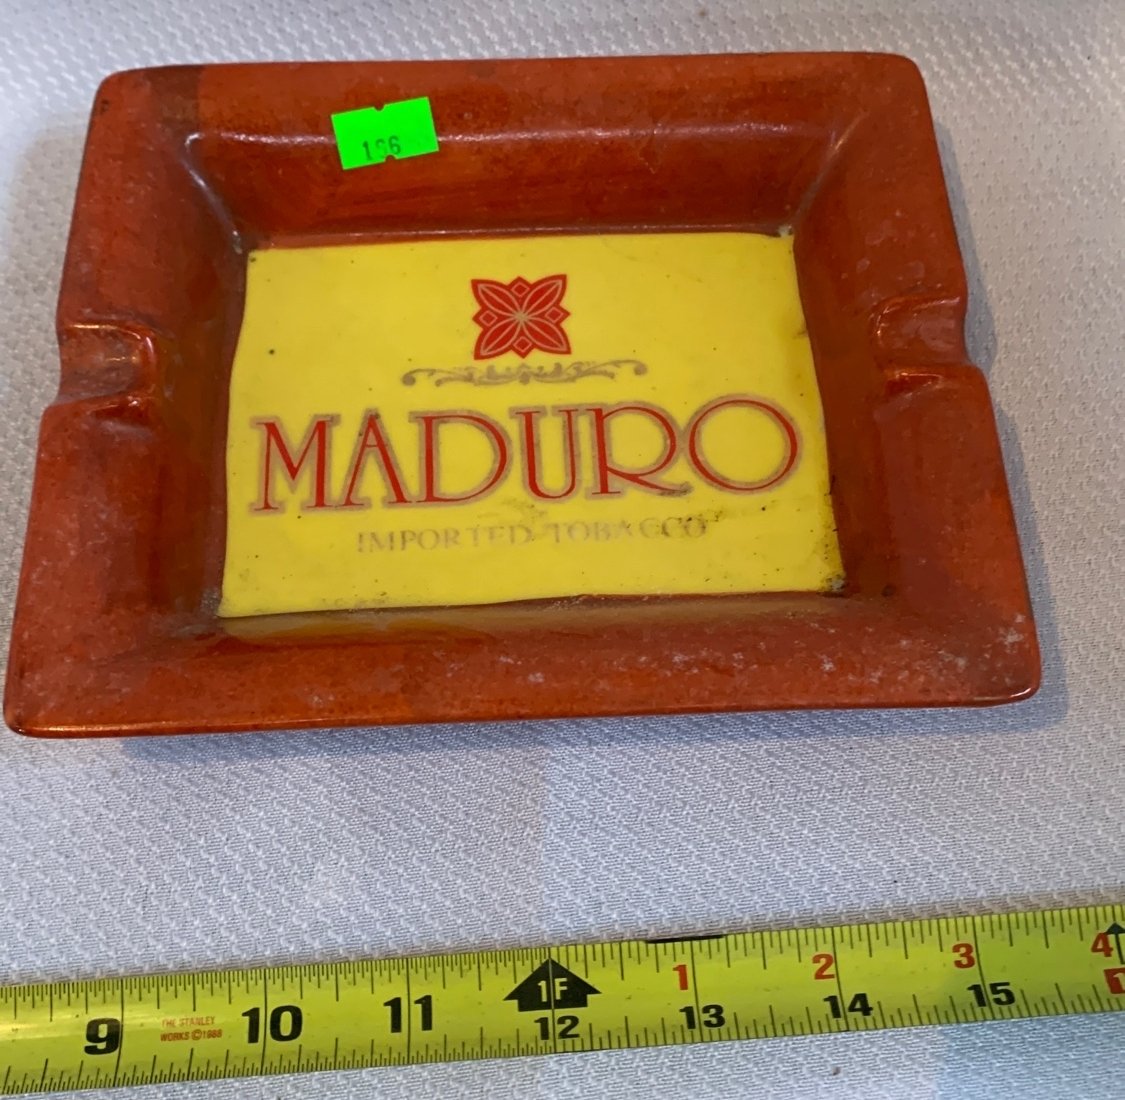 186
MADURO
IMPORTED TOBACCO
1 2 3 4
1F
9 10 11 12 13 14 15
THE STANLEY
WORKS ©1988